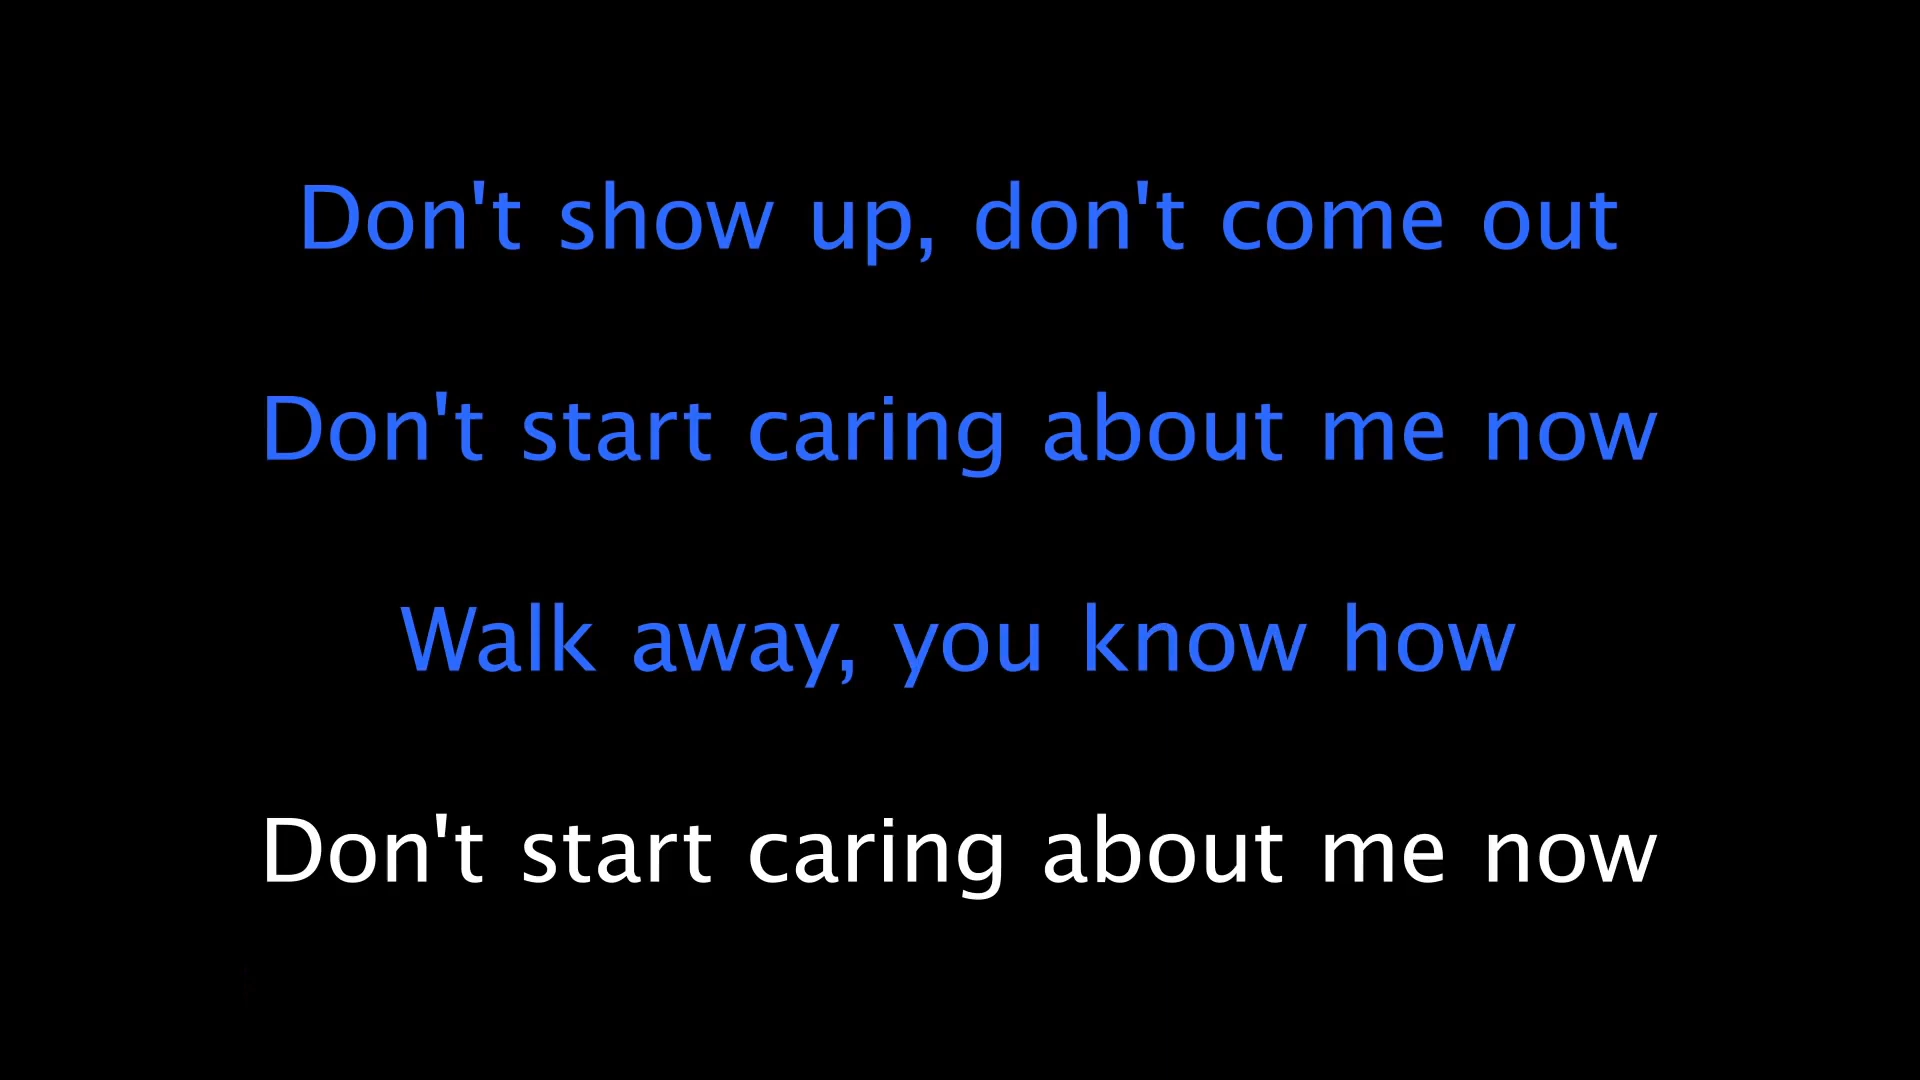 Don't show up, don't come out
Don't start caring about me now
Walk away, you know how
Don't start caring about me now